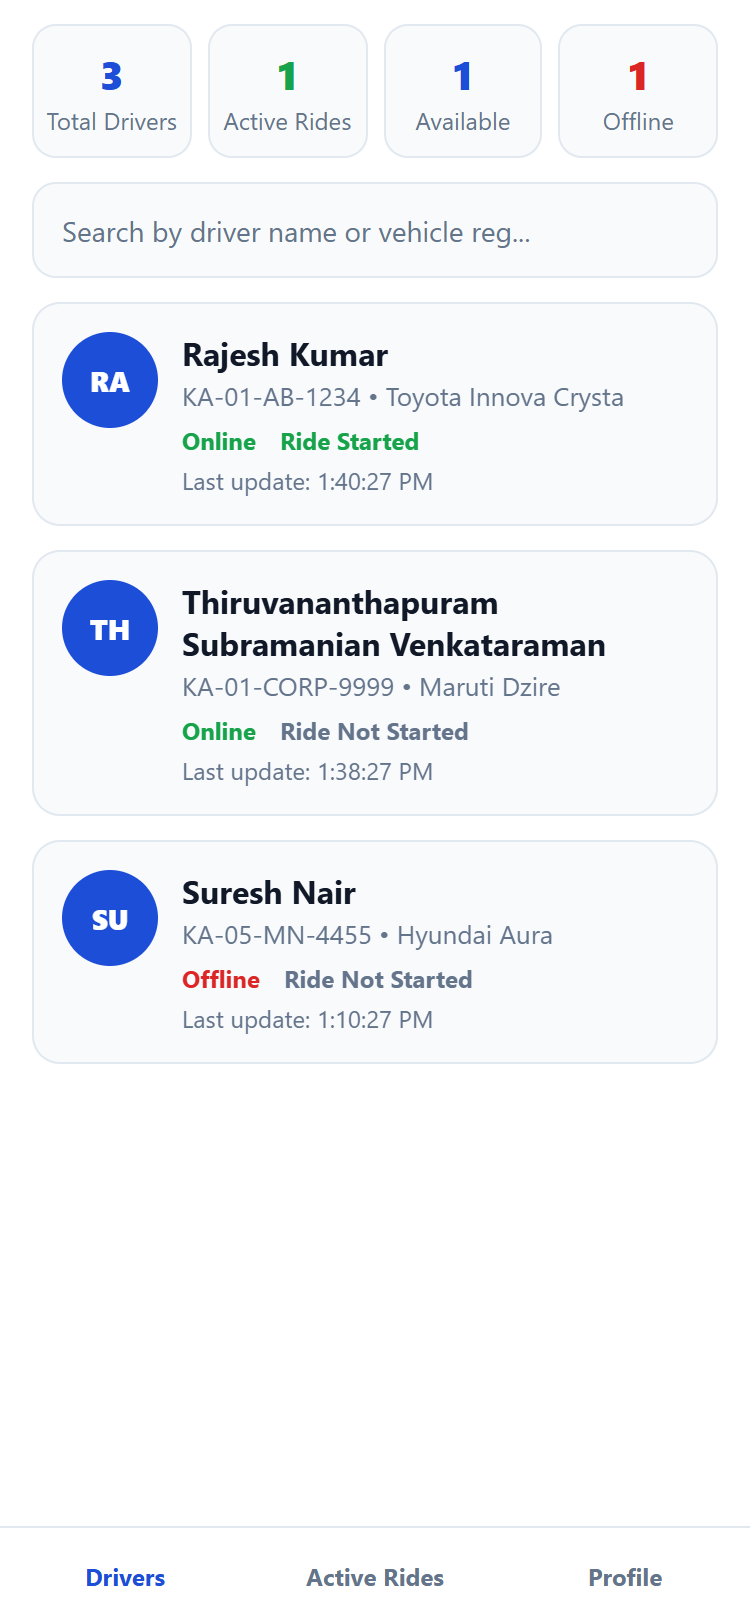 3
Total Drivers
1
Active Rides
1
Available
1
Offline
Search by driver name or vehicle reg...
RA
Rajesh Kumar
KA-01-AB-1234 • Toyota Innova Crysta
Online Ride Started
Last update: 1:40:27 PM
TH
Thiruvananthapuram
Subramanian Venkataraman
KA-01-CORP-9999 • Maruti Dzire
Online Ride Not Started
Last update: 1:38:27 PM
SU
Suresh Nair
KA-05-MN-4455 • Hyundai Aura
Offline Ride Not Started
Last update: 1:10:27 PM
Drivers Active Rides Profile